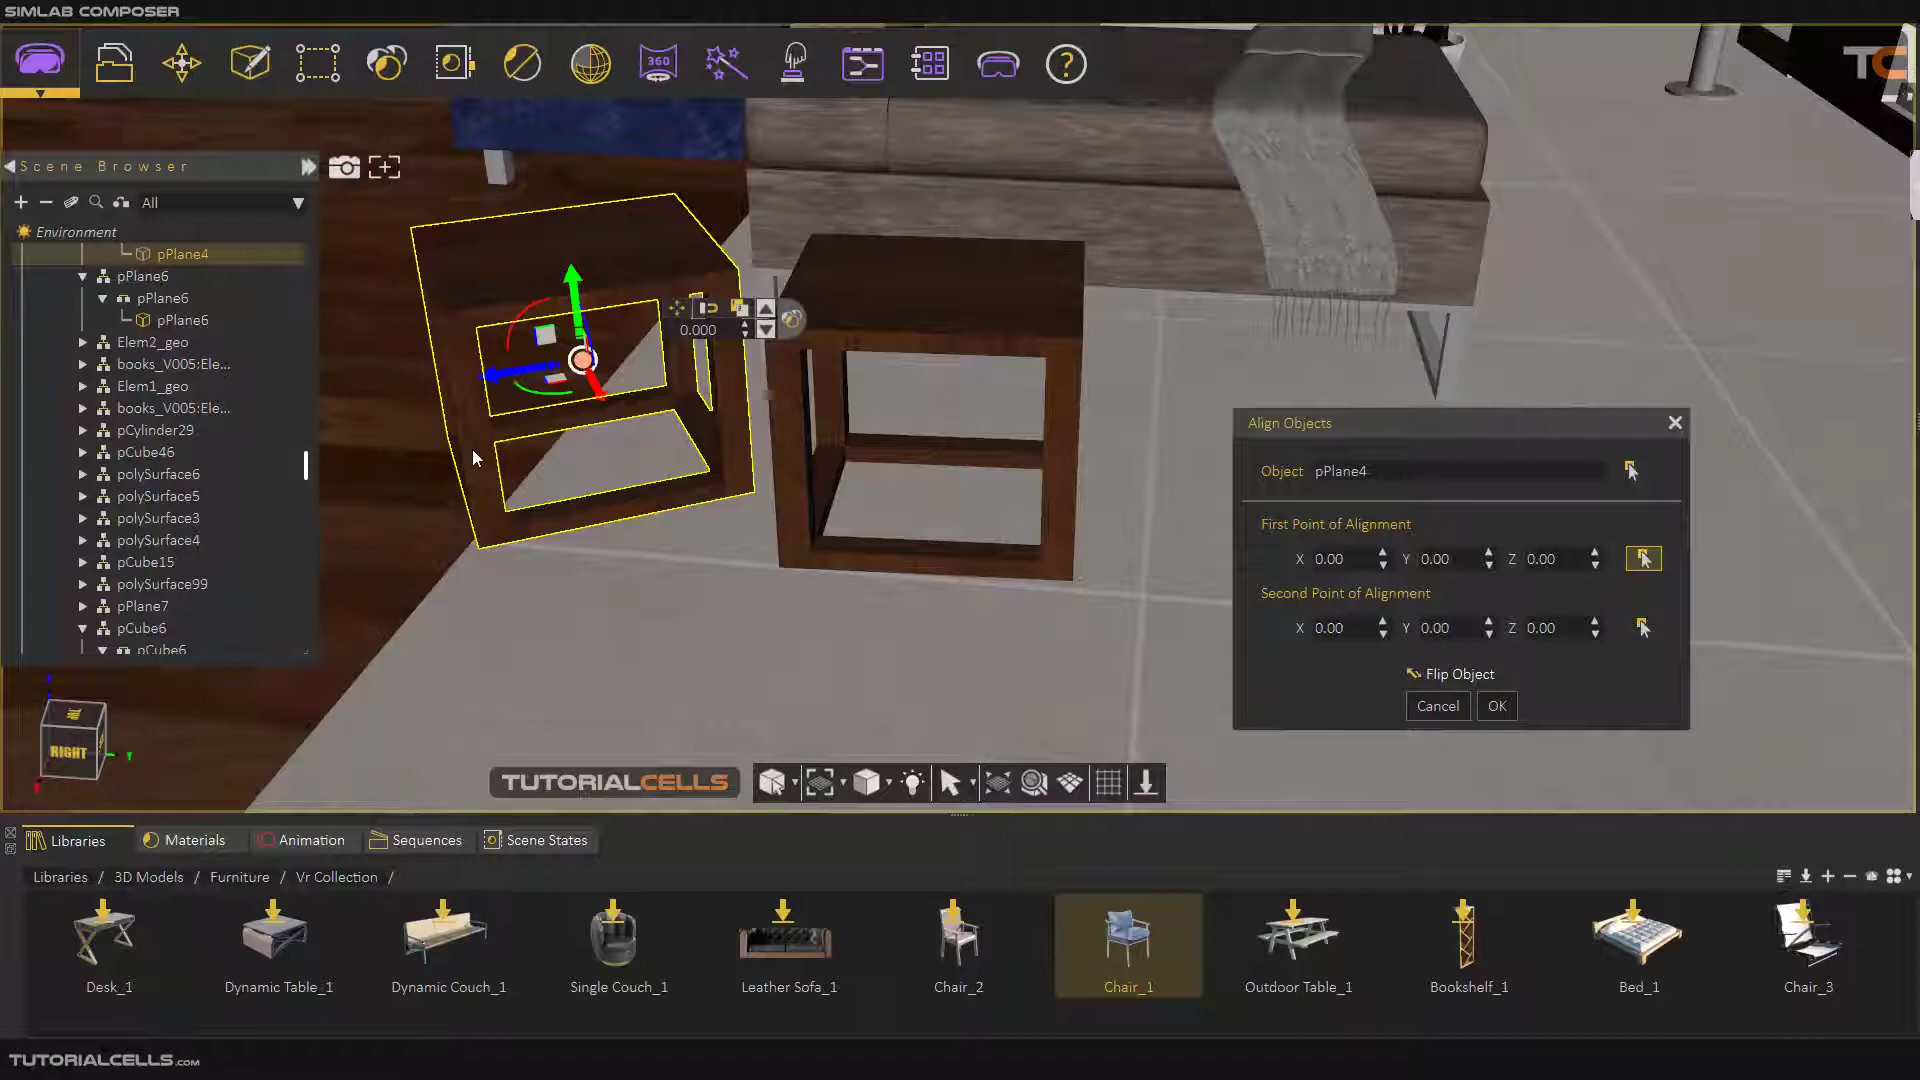 SIMLAB COMPOSER
360
TC
Scene Browser
All
Environment
pPlane4
pPlane6
pPlane6
pPlane6
Elem2_geo
books_V005:Ele...
Elem1_geo
books_V005:Ele...
pCylinder29
pCube46
polySurface6
polySurface5
polySurface3
polySurface4
pCube15
polySurface99
pPlane7
pCube6
pCube6
0.000
Align Objects
Object pPlane4
First Point of Alignment
X 0.00 Y 0.00 Z 0.00
Second Point of Alignment
X 0.00 Y 0.00 Z 0.00
Flip Object
Cancel OK
RIGHT
TUTORIALCELLS
Libraries Materials Animation Sequences Scene States
Libraries / 3D Models / Furniture / Vr Collection /
Desk_1 Dynamic Table_1 Dynamic Couch_1 Single Couch_1 Leather Sofa_1 Chair_2 Chair_1 Outdoor Table_1 Bookshelf_1 Bed_1 Chair_3
TUTORIALCELLS.com